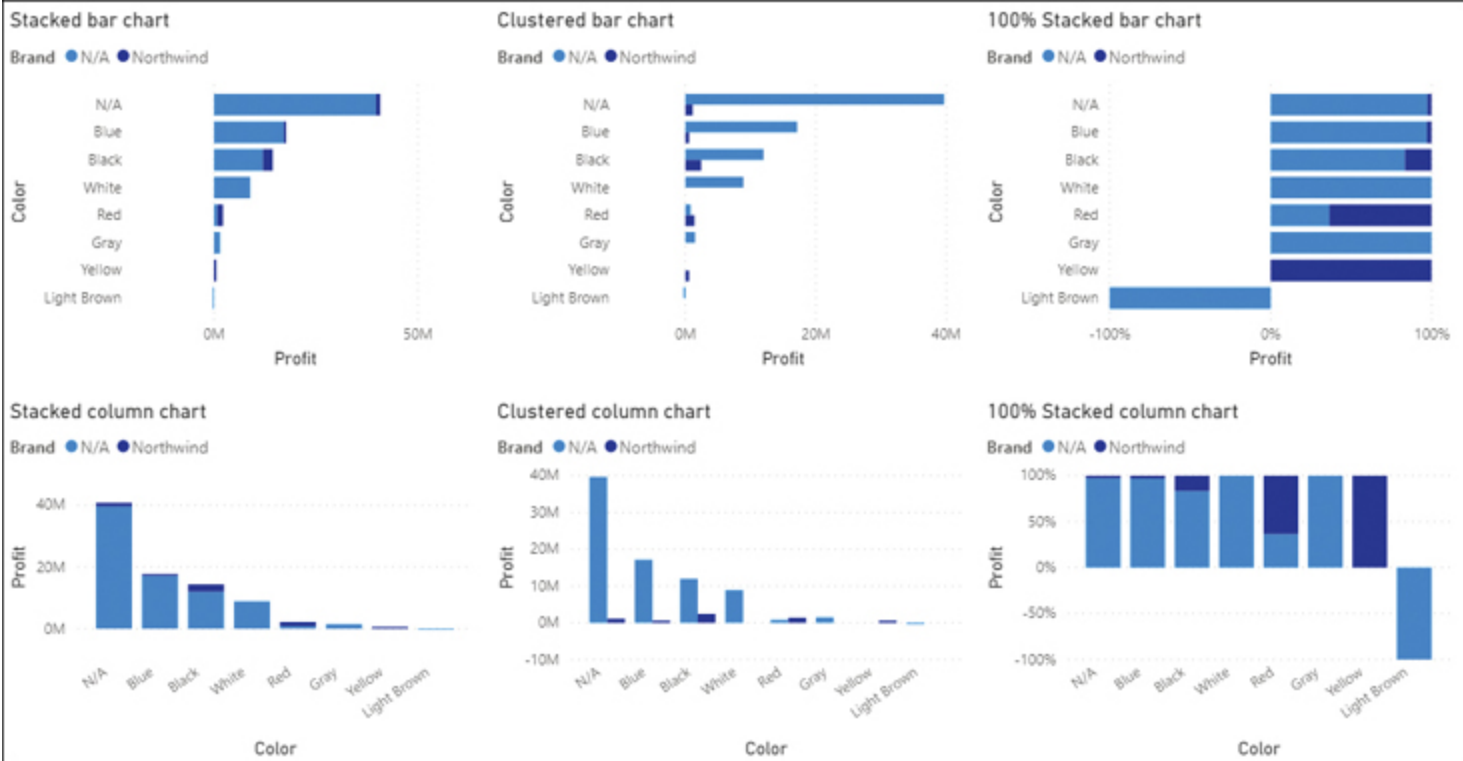 Stacked bar chart
Brand N/A Northwind
N/A
Blue
Black
White
Red
Gray
Yellow
Light Brown
Color
0M 50M
Profit
Clustered bar chart
Brand N/A Northwind
N/A
Blue
Black
White
Red
Gray
Yellow
Light Brown
Color
0M 20M 40M
Profit
100% Stacked bar chart
Brand N/A Northwind
N/A
Blue
Black
White
Red
Gray
Yellow
Light Brown
Color
-100% 0% 100%
Profit
Stacked column chart
Brand N/A Northwind
40M
20M
0M
Profit
N/A Blue Black White Red Gray Yellow Light Brown
Color
Clustered column chart
Brand N/A Northwind
40M
30M
20M
10M
0M
-10M
Profit
N/A Blue Black White Red Gray Yellow Light Brown
Color
100% Stacked column chart
Brand N/A Northwind
100%
50%
0%
-50%
-100%
Profit
N/A Blue Black White Red Gray Yellow Light Brown
Color